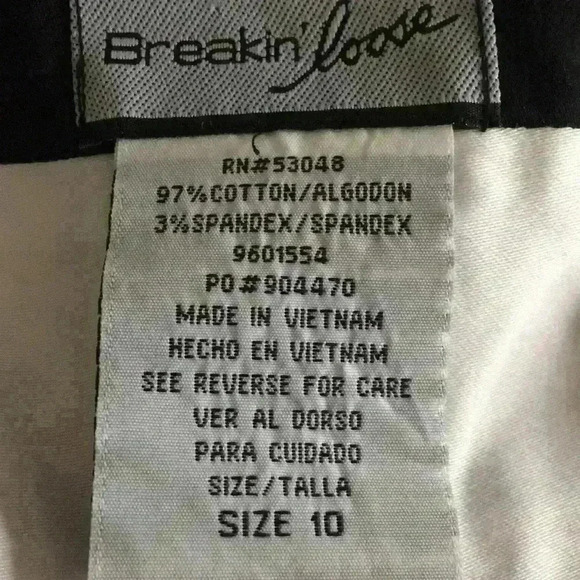 Breakin' loose
RN#53048
97%COTTON/ALGODON
3%SPANDEX/SPANDEX
9601554
PO#904470
MADE IN VIETNAM
HECHO EN VIETNAM
SEE REVERSE FOR CARE
VER AL DORSO
PARA CUIDADO
SIZE/TALLA
SIZE 10